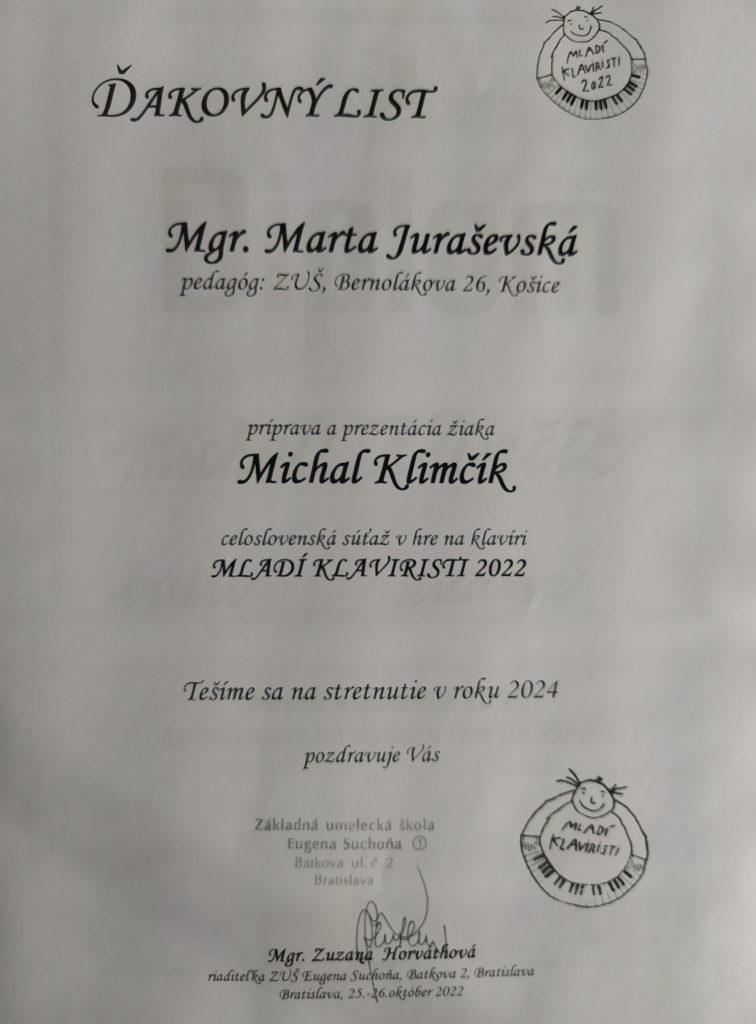 MLADÍ
KLAVIRISTI
2022
ĎAKOVNÝ LIST
Mgr. Marta Juraševská
pedagóg: ZUŠ, Bernolákova 26, Košice
príprava a prezentácia žiaka
Michal Klimčík
celoslovenská súťaž v hre na klavíri
MLADÍ KLAVIRISTI 2022
Tešíme sa na stretnutie v roku 2024
pozdravuje Vás
Základná umelecká škola
Eugena Suchoňa ①
Batkova ul. č. 2
Bratislava
MLADÍ
KLAVIRISTI
Mgr. Zuzana Horváthová
riaditeľka ZUŠ Eugena Suchoňa, Batkova 2, Bratislava
Bratislava, 25.-26.október 2022